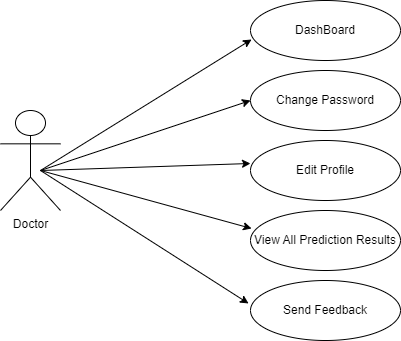 DashBoard
Change Password
Edit Profile
Doctor
View All Prediction Results
Send Feedback